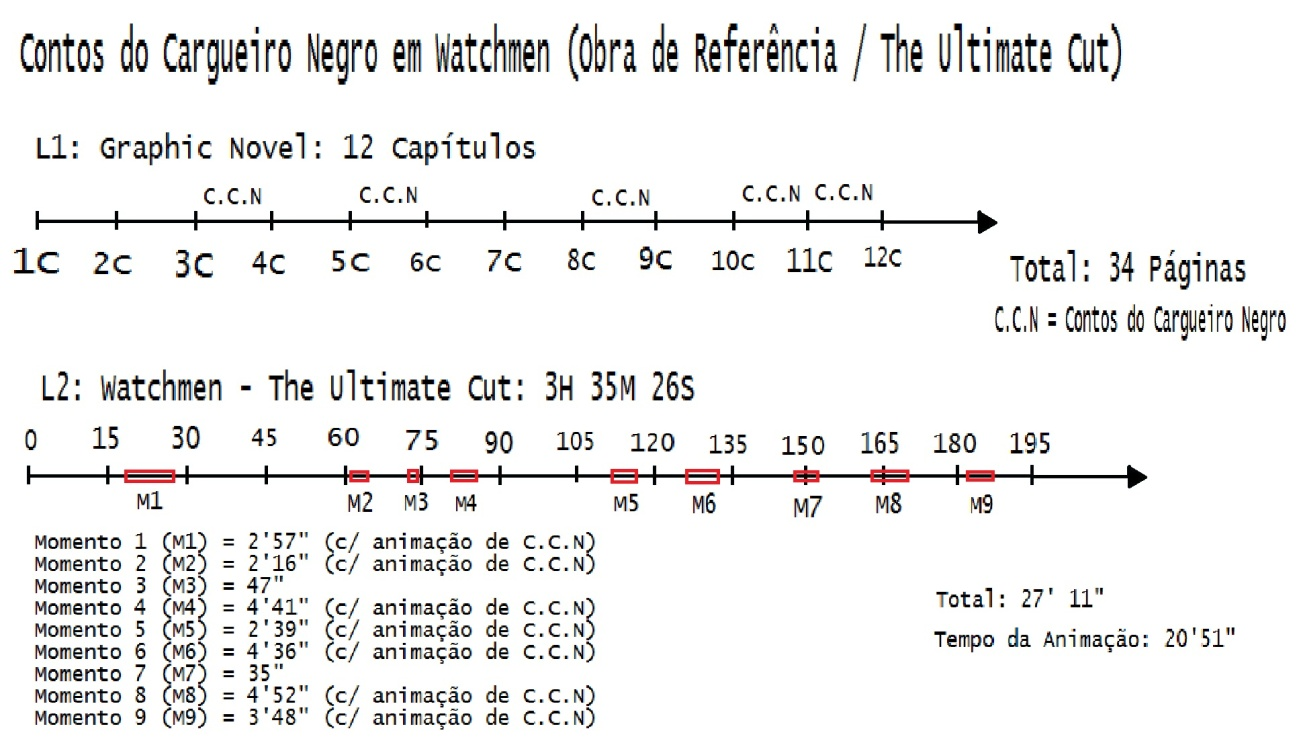 Contos do Cargueiro Negro em Watchmen (Obra de Referência / The Ultimate Cut)
L1: Graphic Novel: 12 Capítulos
C.C.N C.C.N C.C.N C.C.N C.C.N
1C 2C 3C 4C 5C 6C 7C 8C 9C 10C 11C 12C
Total: 34 Páginas
C.C.N = Contos do Cargueiro Negro
L2: Watchmen - The Ultimate Cut: 3H 35M 26S
0 15 30 45 60 75 90 105 120 135 150 165 180 195
M1 M2 M3 M4 M5 M6 M7 M8 M9
Momento 1 (M1) = 2'57" (c/ animação de C.C.N)
Momento 2 (M2) = 2'16" (c/ animação de C.C.N)
Momento 3 (M3) = 47"
Momento 4 (M4) = 4'41" (c/ animação de C.C.N)
Momento 5 (M5) = 2'39" (c/ animação de C.C.N)
Momento 6 (M6) = 4'36" (c/ animação de C.C.N)
Momento 7 (M7) = 35"
Momento 8 (M8) = 4'52" (c/ animação de C.C.N)
Momento 9 (M9) = 3'48" (c/ animação de C.C.N)
Total: 27' 11"
Tempo da Animação: 20'51"